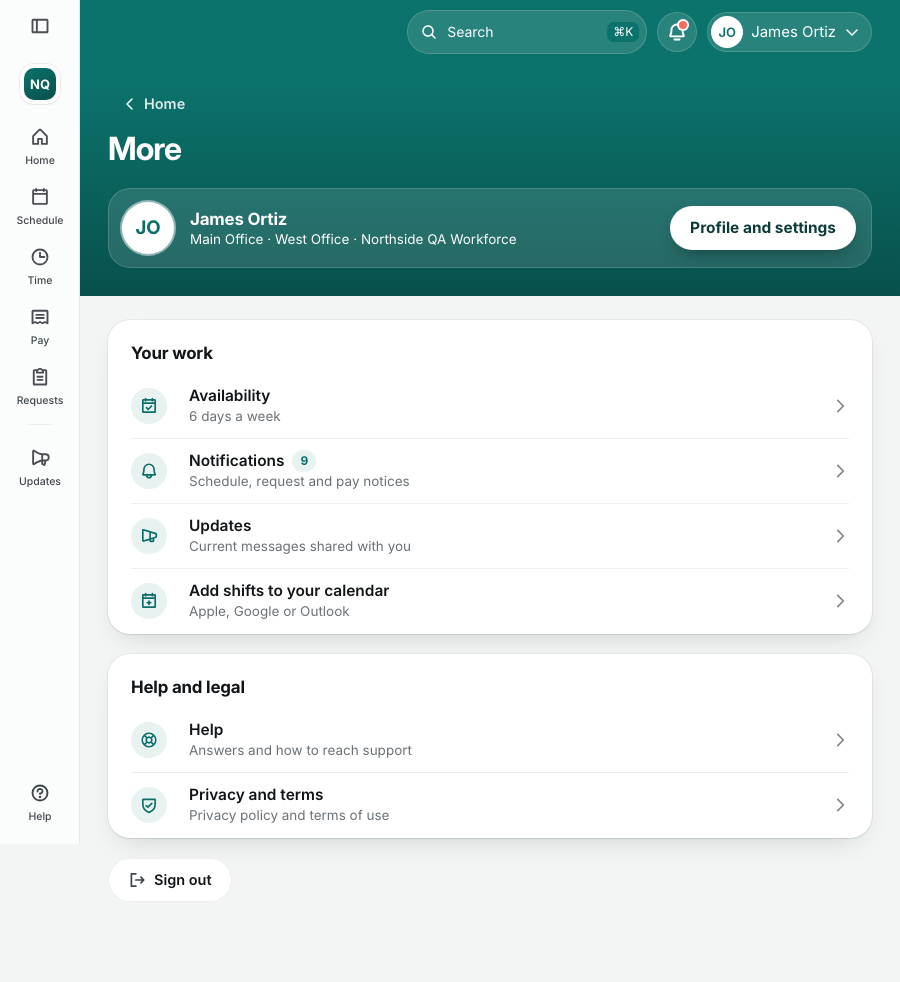 Search
⌘K
JO
James Ortiz
NQ
Home
Schedule
Time
Pay
Requests
Updates
Help
Home
More
JO
James Ortiz
Main Office · West Office · Northside QA Workforce
Profile and settings
Your work
Availability
6 days a week
Notifications 9
Schedule, request and pay notices
Updates
Current messages shared with you
Add shifts to your calendar
Apple, Google or Outlook
Help and legal
Help
Answers and how to reach support
Privacy and terms
Privacy policy and terms of use
Sign out